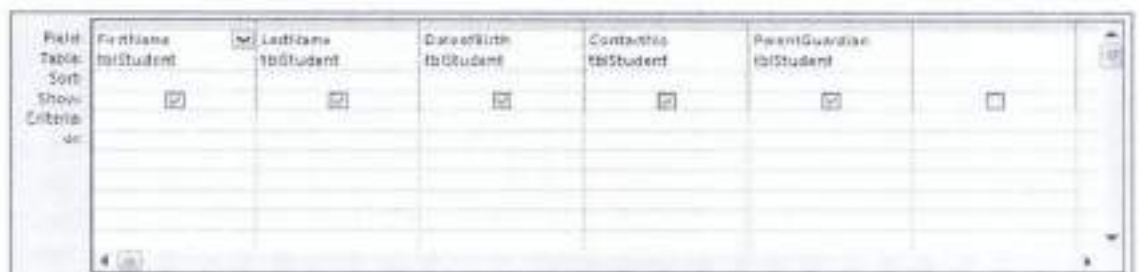 Field: FirstName LastName DateofBirth ContactNo ParentGuardian
Table: tblStudent tblStudent tblStudent tblStudent tblStudent
Sort:
Show:
Criteria:
or: